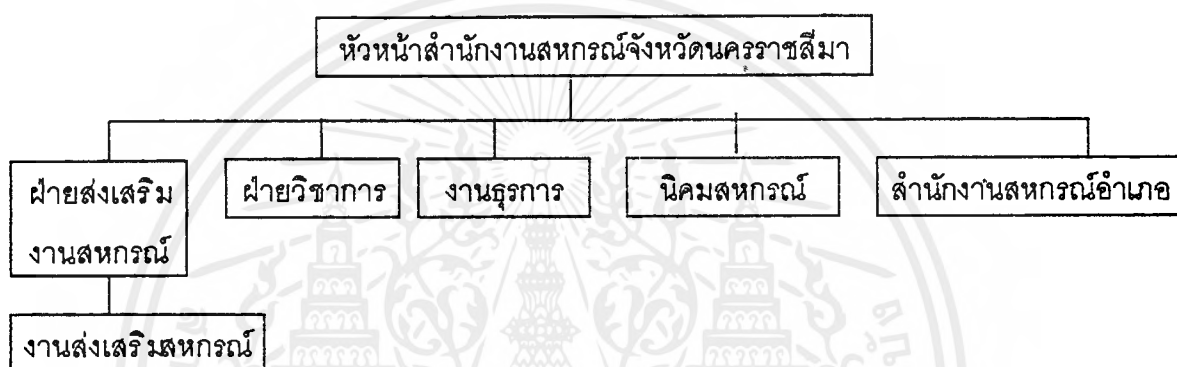 หัวหน้าสำนักงานสหกรณ์จังหวัดนครราชสีมา
ฝ่ายส่งเสริม
งานสหกรณ์
ฝ่ายวิชาการ
งานธุรการ
นิคมสหกรณ์
สำนักงานสหกรณ์อำเภอ
งานส่งเสริมสหกรณ์